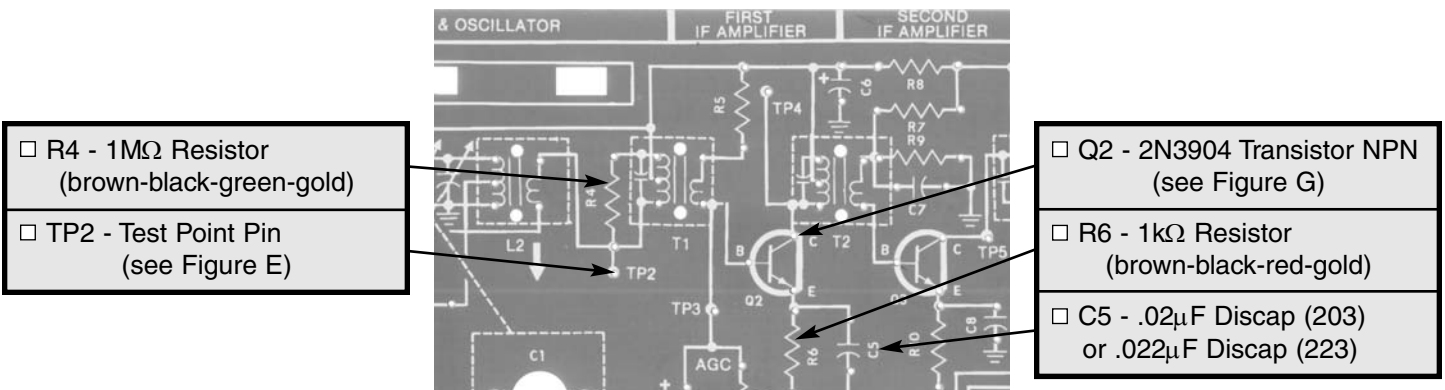 & OSCILLATOR
FIRST
IF AMPLIFIER
SECOND
IF AMPLIFIER
☐ R4 - 1MΩ Resistor
(brown-black-green-gold)
☐ TP2 - Test Point Pin
(see Figure E)
☐ Q2 - 2N3904 Transistor NPN
(see Figure G)
☐ R6 - 1kΩ Resistor
(brown-black-red-gold)
☐ C5 - .02μF Discap (203)
or .022μF Discap (223)
+
C6
R8
R5
TP4
R7
R9
R4
C7
L2
T1
T2
B
C
B
C
TP5
TP2
Q2
E
E
TP3
C1
AGC
R6
C5
R10
C8
+